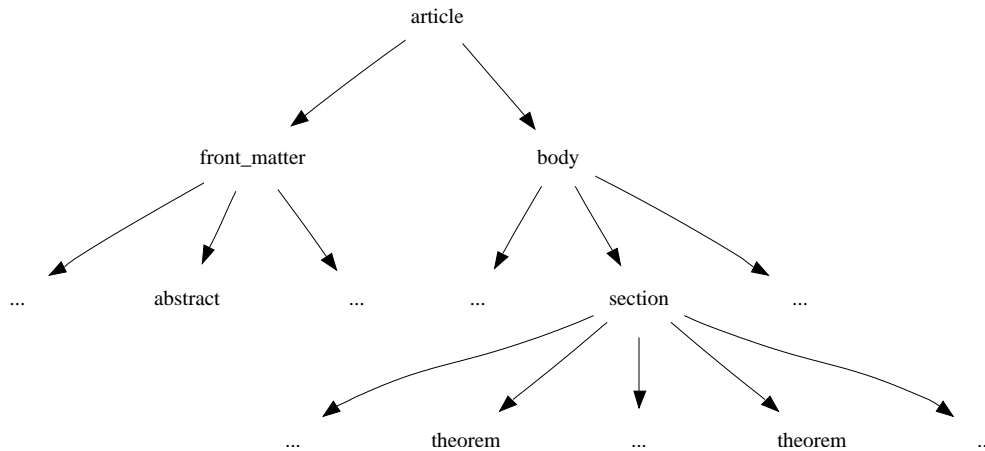 article
front_matter body
... abstract ... ... section ...
... theorem ... theorem ..